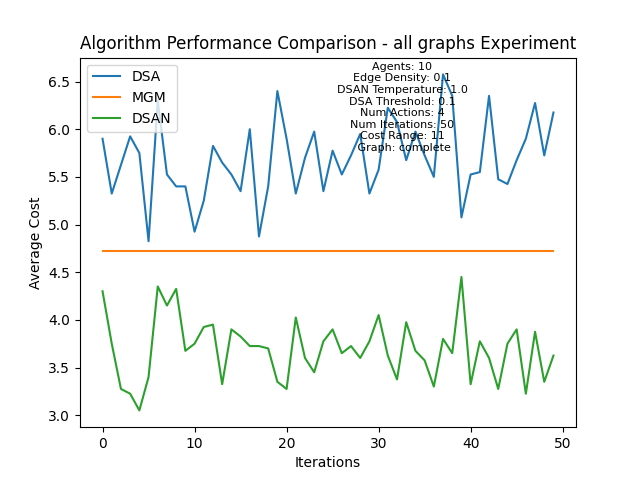 Algorithm Performance Comparison - all graphs Experiment
DSA
MGM
DSAN
Agents: 10
Edge Density: 0.1
DSAN Temperature: 1.0
DSA Threshold: 0.1
Num Actions: 4
Num Iterations: 50
Cost Range: 11
Graph: complete
Average Cost
6.5
6.0
5.5
5.0
4.5
4.0
3.5
3.0
0 10 20 30 40 50
Iterations